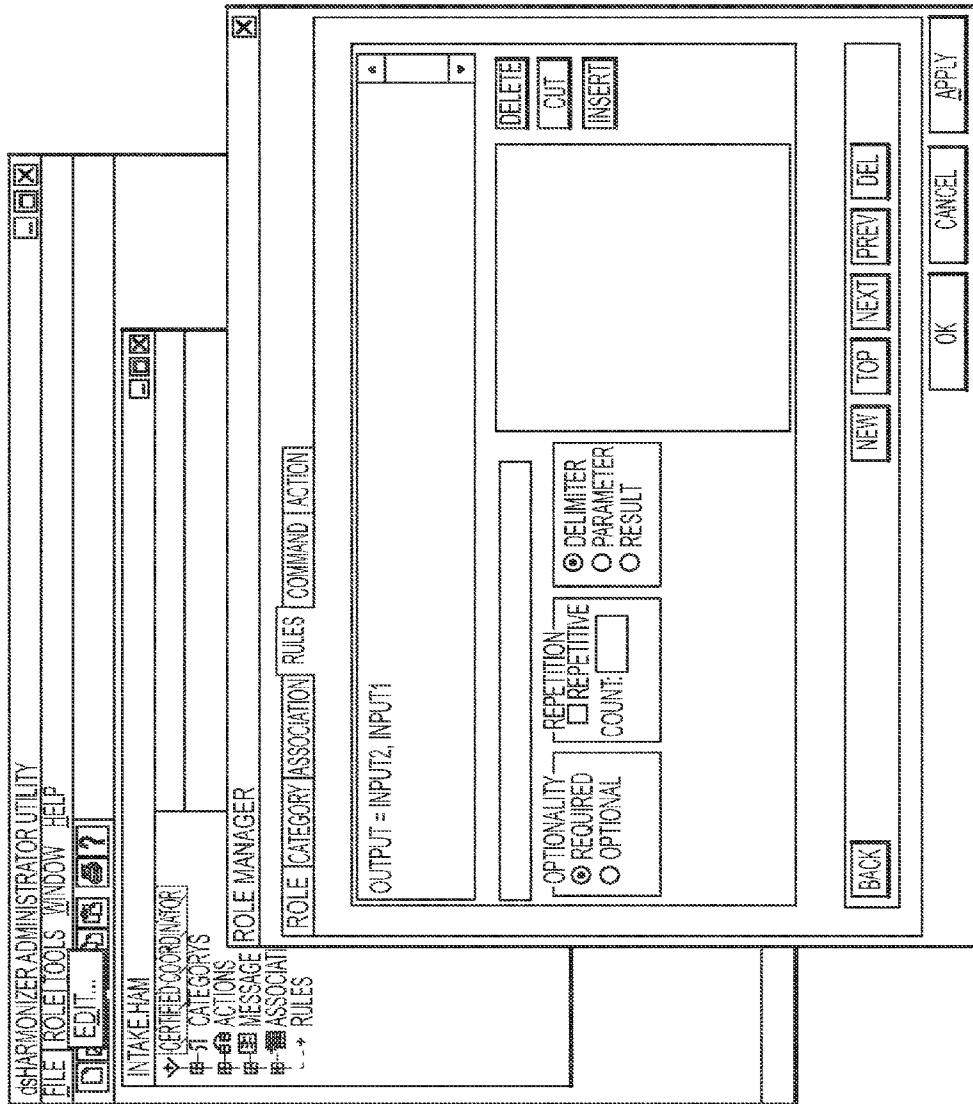 dsHARMONIZER ADMINISTRATOR UTILITY
FILE ROLE TOOLS WINDOW HELP
EDIT...
INTAKE.HAM
CERTIFIED COORDINATOR
CATEGORYS
ACTIONS
MESSAGE
ASSOCIATI
RULES
ROLE MANAGER
ROLE CATEGORY ASSOCIATION RULES COMMAND ACTION
OUTPUT = INPUT2, INPUT1
OPTIONALITY
REQUIRED
OPTIONAL
REPETITION
REPETITIVE
COUNT:
DELIMITER
PARAMETER
RESULT
DELETE
CUT
INSERT
BACK NEW TOP NEXT PREV DEL
OK CANCEL APPLY